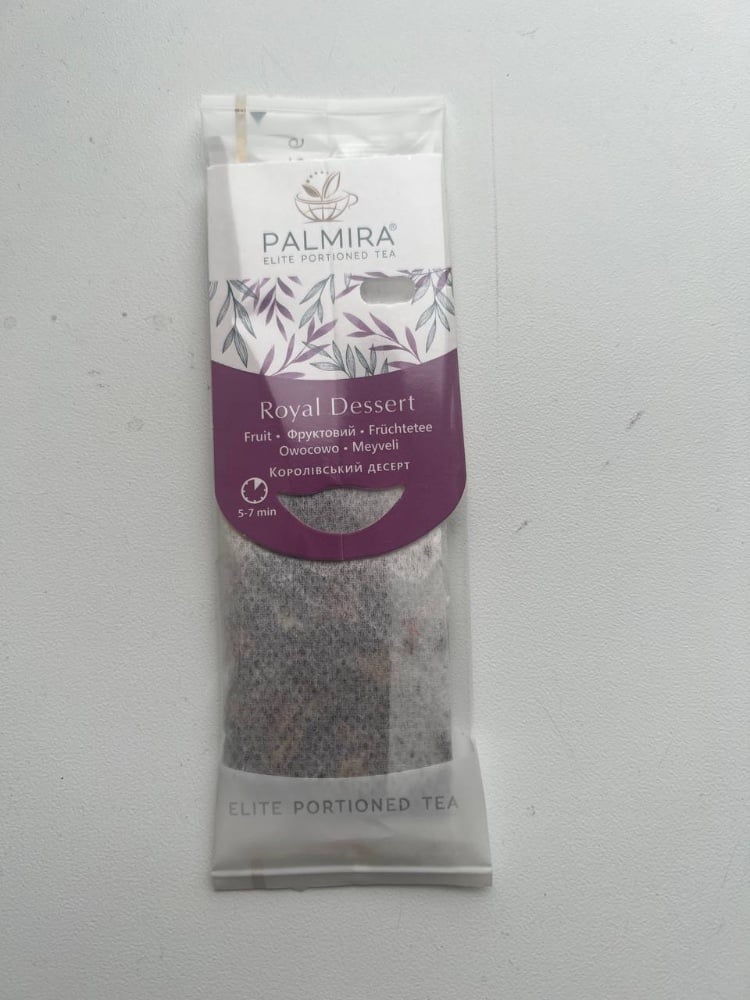 PALMIRA®
ELITE PORTIONED TEA
Royal Dessert
Fruit • Фруктовий • Früchtetee
Owocowo • Meyveli
Королівський десерт
5-7 min
ELITE PORTIONED TEA